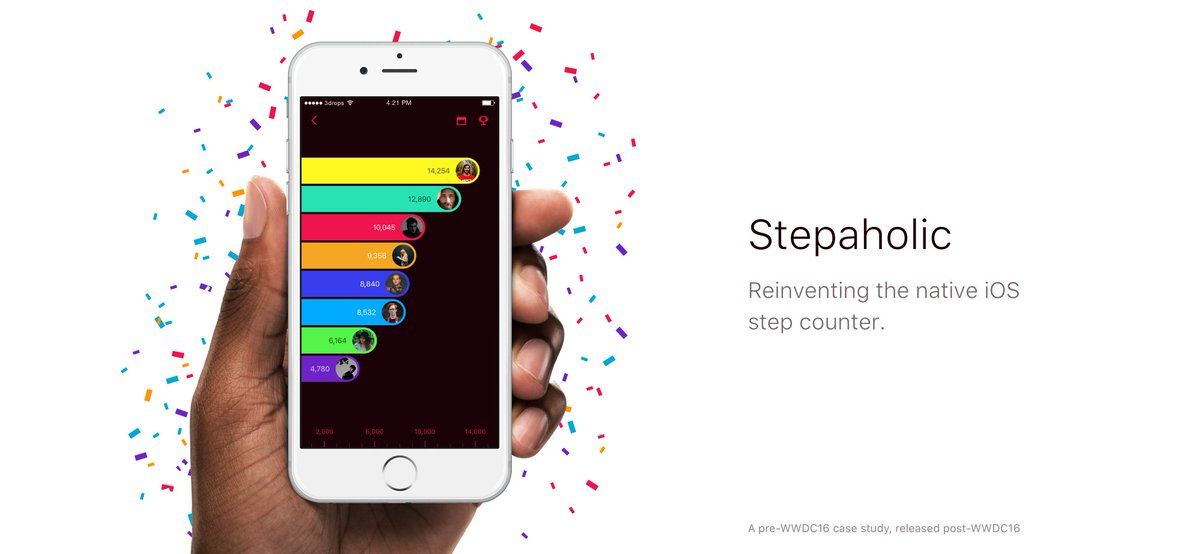 3drops 4:21 PM
14,254
12,890
10,045
9,358
8,840
8,532
6,164
4,780
2,000 6,000 10,000 14,000
Stepaholic
Reinventing the native iOS
step counter.
A pre-WWDC16 case study, released post-WWDC16